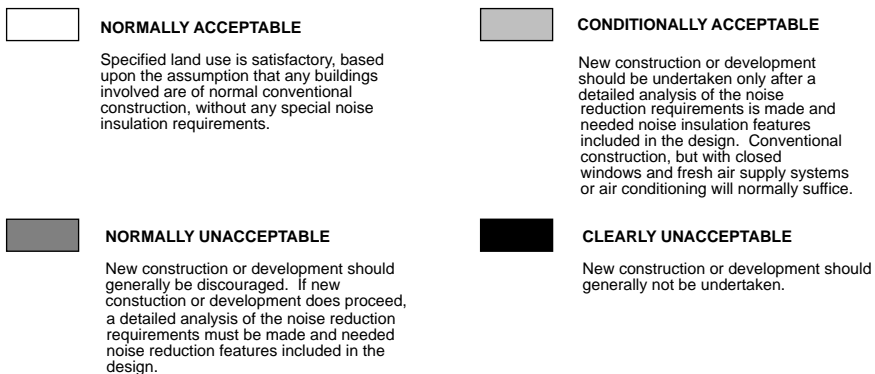 NORMALLY ACCEPTABLE
Specified land use is satisfactory, based
upon the assumption that any buildings
involved are of normal conventional
construction, without any special noise
insulation requirements.
CONDITIONALLY ACCEPTABLE
New construction or development
should be undertaken only after a
detailed analysis of the noise
reduction requirements is made and
needed noise insulation features
included in the design. Conventional
construction, but with closed
windows and fresh air supply systems
or air conditioning will normally suffice.
NORMALLY UNACCEPTABLE
New construction or development should
generally be discouraged. If new
constuction or development does proceed,
a detailed analysis of the noise reduction
requirements must be made and needed
noise reduction features included in the
design.
CLEARLY UNACCEPTABLE
New construction or development should
generally not be undertaken.